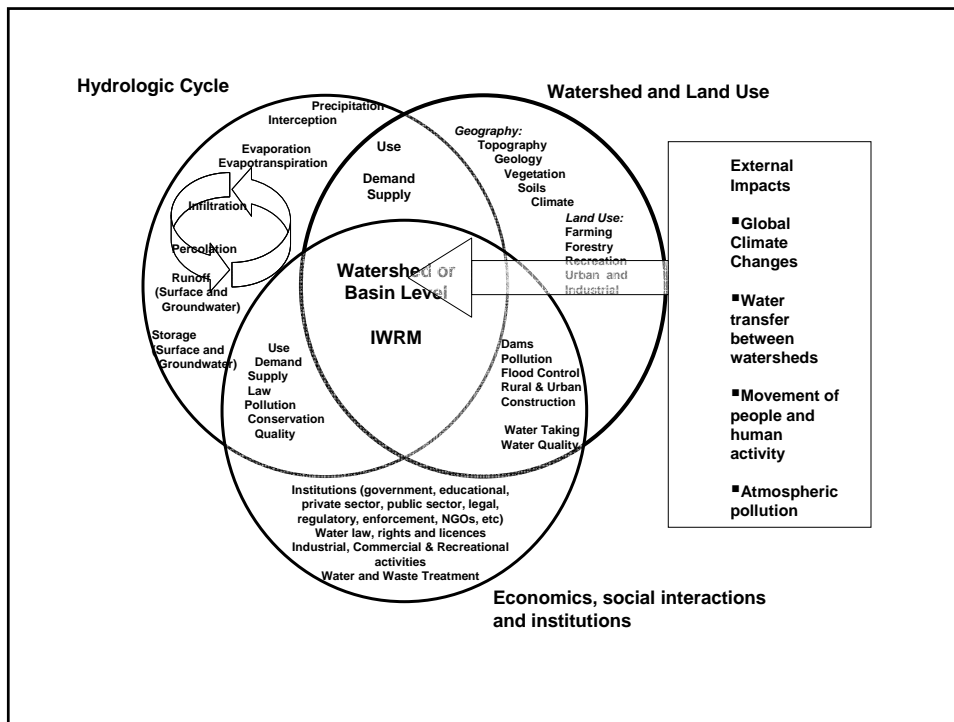 Hydrologic Cycle
Watershed and Land Use
Precipitation
Interception
Evaporation
Evapotranspiration
Infiltration
Percolation
Runoff
(Surface and
Groundwater)
Storage
(Surface and
Groundwater)
Use
Demand
Supply
Geography:
Topography
Geology
Vegetation
Soils
Climate
Land Use:
Farming
Forestry
Recreation
Urban and
Industrial
Watershed or
Basin Level
IWRM
Use
Demand
Supply
Law
Pollution
Conservation
Quality
Dams
Pollution
Flood Control
Rural & Urban
Construction
Water Taking
Water Quality
Institutions (government, educational,
private sector, public sector, legal,
regulatory, enforcement, NGOs, etc)
Water law, rights and licences
Industrial, Commercial & Recreational
activities
Water and Waste Treatment
Economics, social interactions
and institutions
External
Impacts
▪Global
Climate
Changes
▪Water
transfer
between
watersheds
▪Movement of
people and
human
activity
▪Atmospheric
pollution